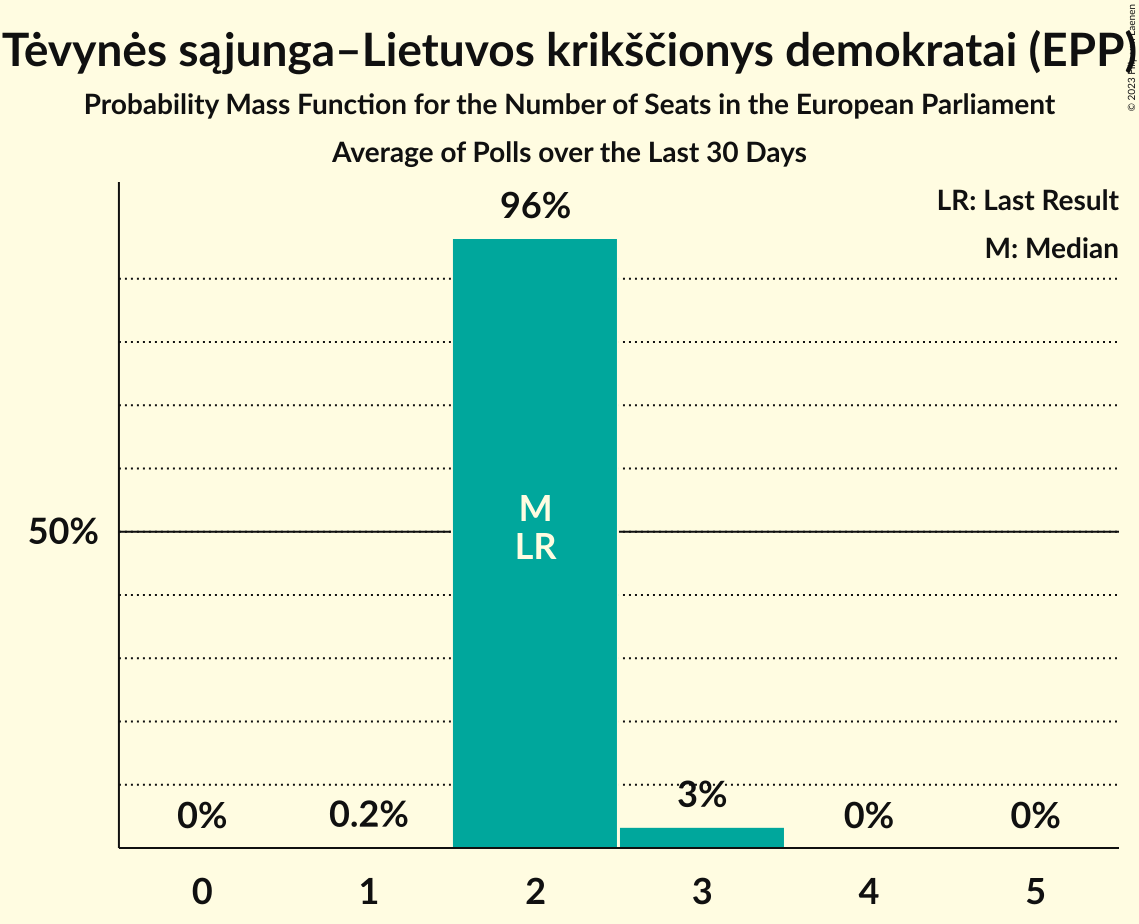 Tėvynės sąjunga–Lietuvos krikščionys demokratai (EPP)
Probability Mass Function for the Number of Seats in the European Parliament
Average of Polls over the Last 30 Days
© 2023 Laenen
LR: Last Result
M: Median
96%
50%
M
LR
0%
0.2%
3%
0%
0%
0 1 2 3 4 5